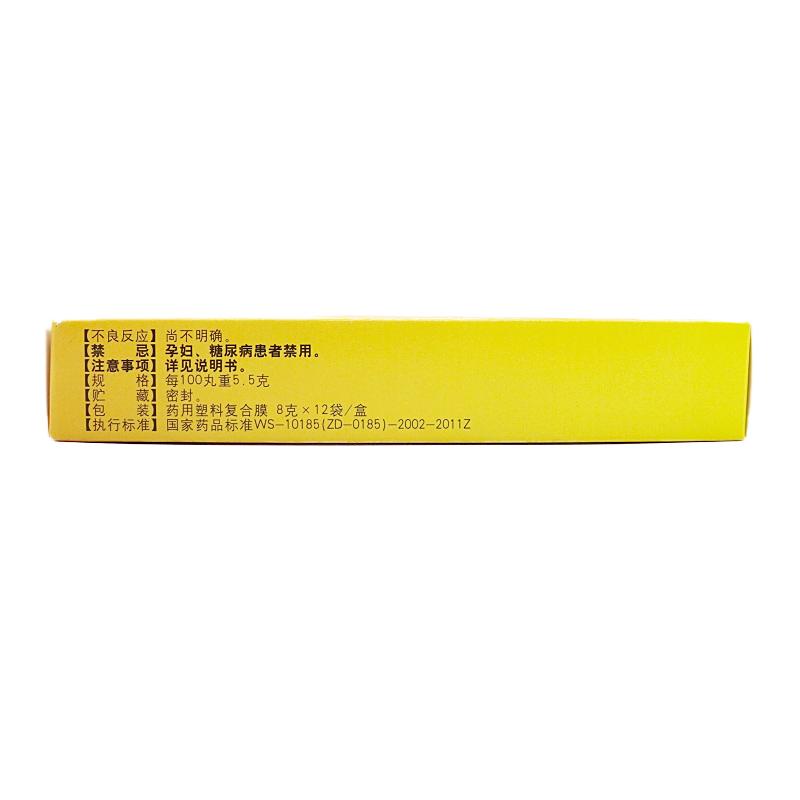 【不良反应】尚不明确。
【禁 忌】孕妇、糖尿病患者禁用。
【注意事项】详见说明书。
【规 格】每100丸重5.5克
【贮 藏】密封。
【包 装】药用塑料复合膜 8克×12袋/盒
【执行标准】国家药品标准WS-10185(ZD-0185)-2002-2011Z